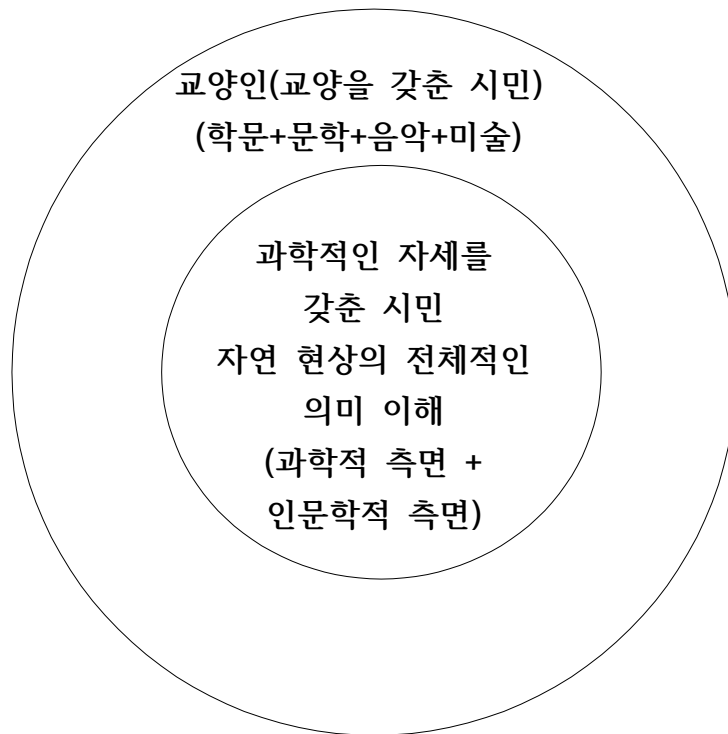 교양인(교양을 갖춘 시민)
(학문+문학+음악+미술)
과학적인 자세를
갖춘 시민
자연 현상의 전체적인
의미 이해
(과학적 측면 +
인문학적 측면)